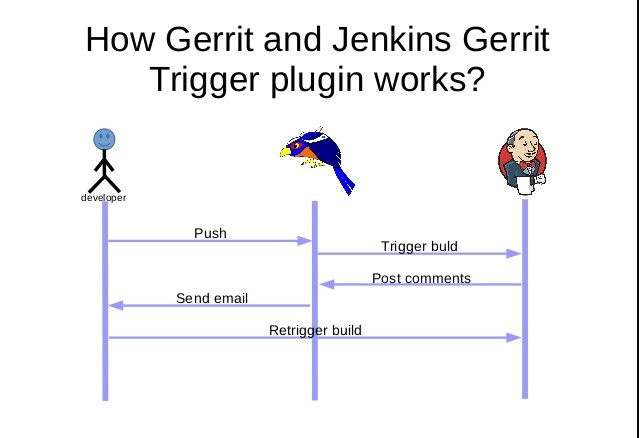 How Gerrit and Jenkins Gerrit
Trigger plugin works?
developer
Push
Trigger buld
Post comments
Send email
Retrigger build